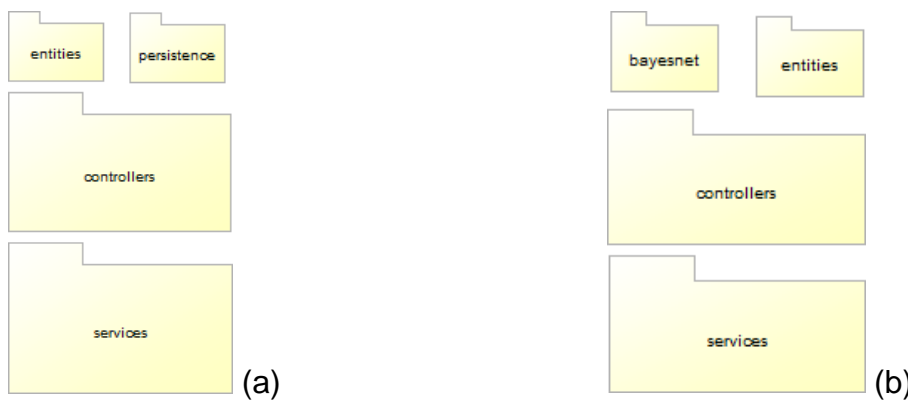 entities persistence
controllers
services
(a)
bayesnet entities
controllers
services
(b)